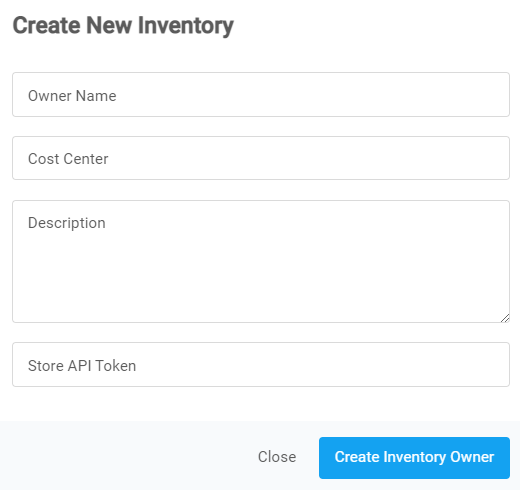 Create New Inventory
Owner Name
Cost Center
Description
Store API Token
Close Create Inventory Owner